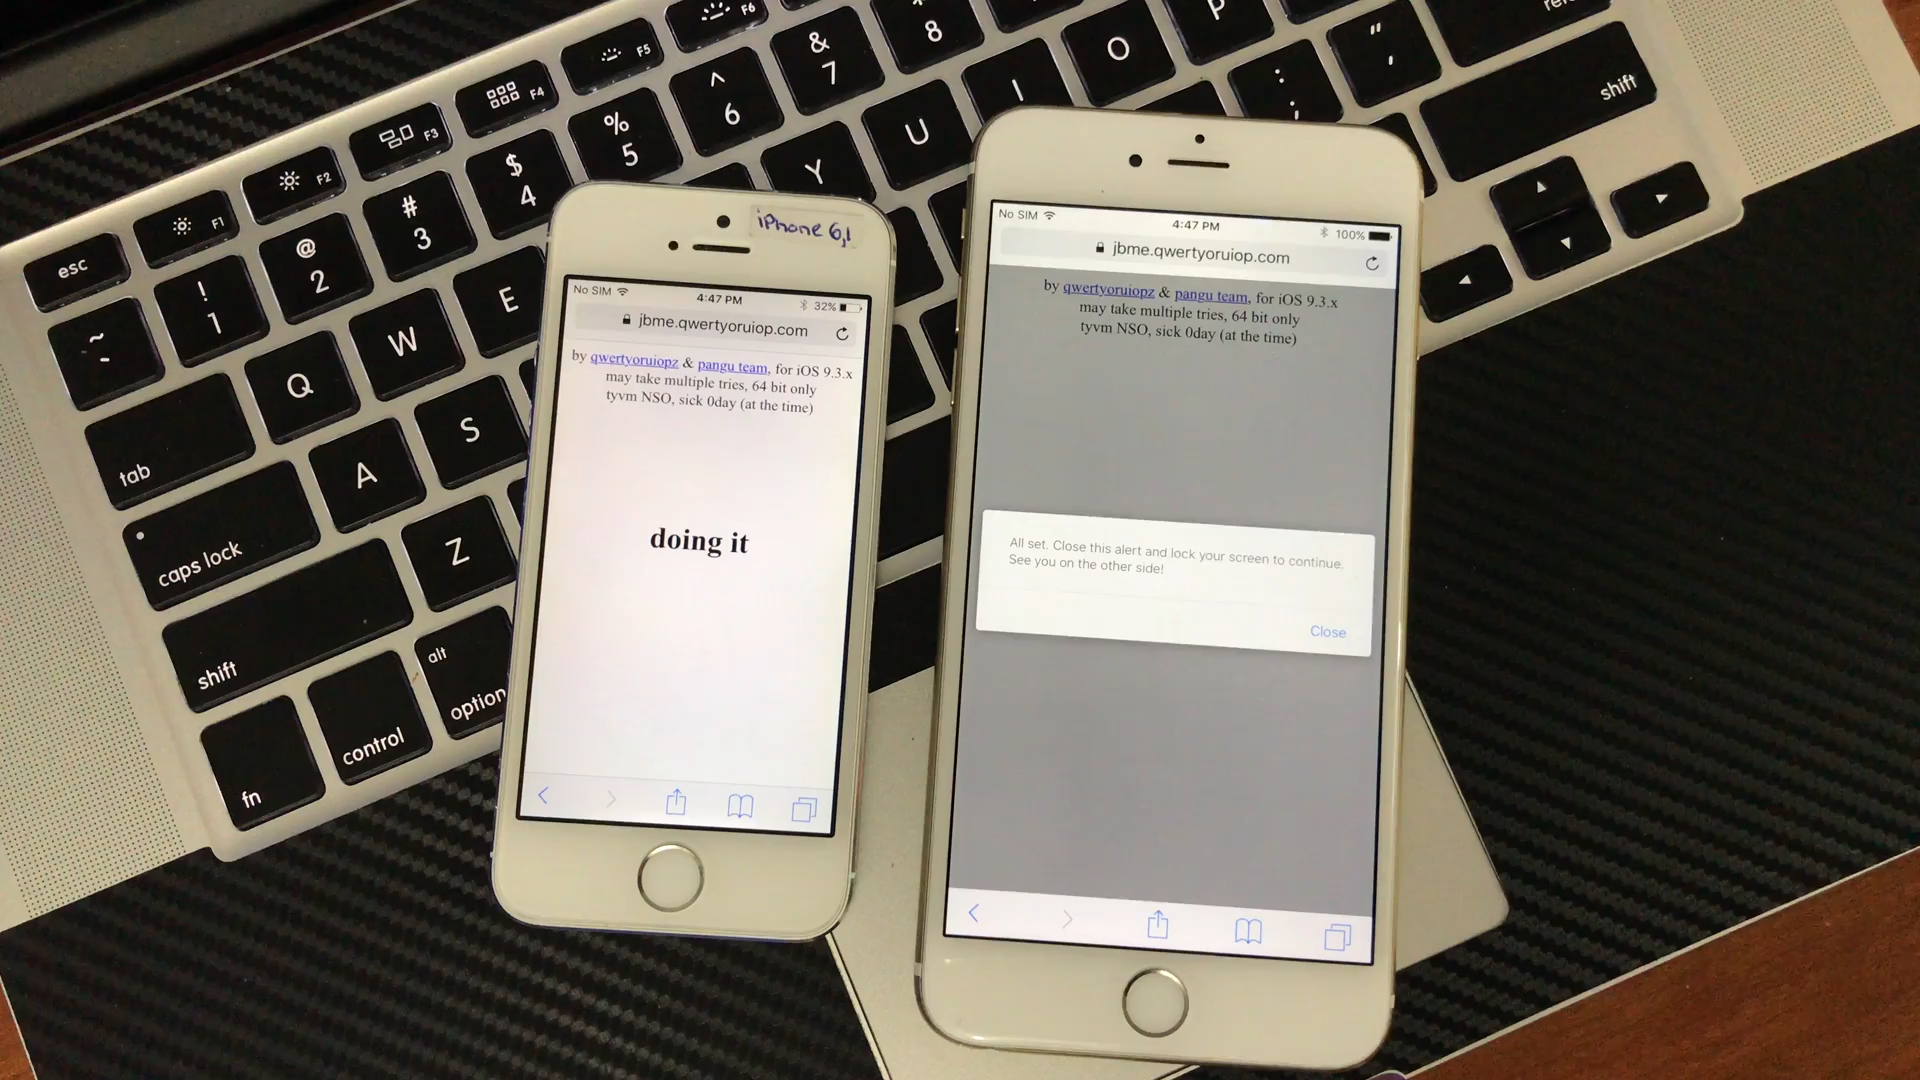 F6
F5
F4
F3
F2
F1
esc
~
!
1
@
2
#
3
$
4
%
5
^
6
&
7
*
8
Q
W
E
Y
U
I
O
P
tab
A
S
:
;
"
,
caps lock
Z
shift
shift
fn
control
alt
option
iPhone 6,1
No SIM
4:47 PM
32%
jbme.qwertyoruiop.com
by qwertyoruiopz & pangu team, for iOS 9.3.x
may take multiple tries, 64 bit only
tyvm NSO, sick 0day (at the time)
doing it
No SIM
4:47 PM
100%
jbme.qwertyoruiop.com
by qwertyoruiopz & pangu team, for iOS 9.3.x
may take multiple tries, 64 bit only
tyvm NSO, sick 0day (at the time)
All set. Close this alert and lock your screen to continue.
See you on the other side!
Close